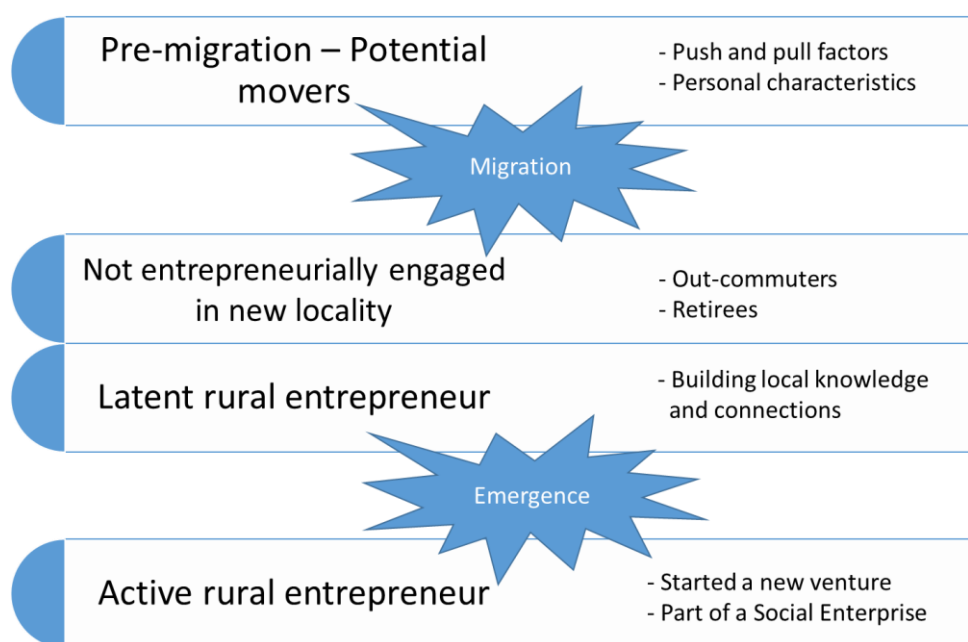 Pre-migration – Potential
movers
- Push and pull factors
- Personal characteristics
Migration
Not entrepreneurially engaged
in new locality
- Out-commuters
- Retirees
Latent rural entrepreneur
- Building local knowledge
and connections
Emergence
Active rural entrepreneur
- Started a new venture
- Part of a Social Enterprise